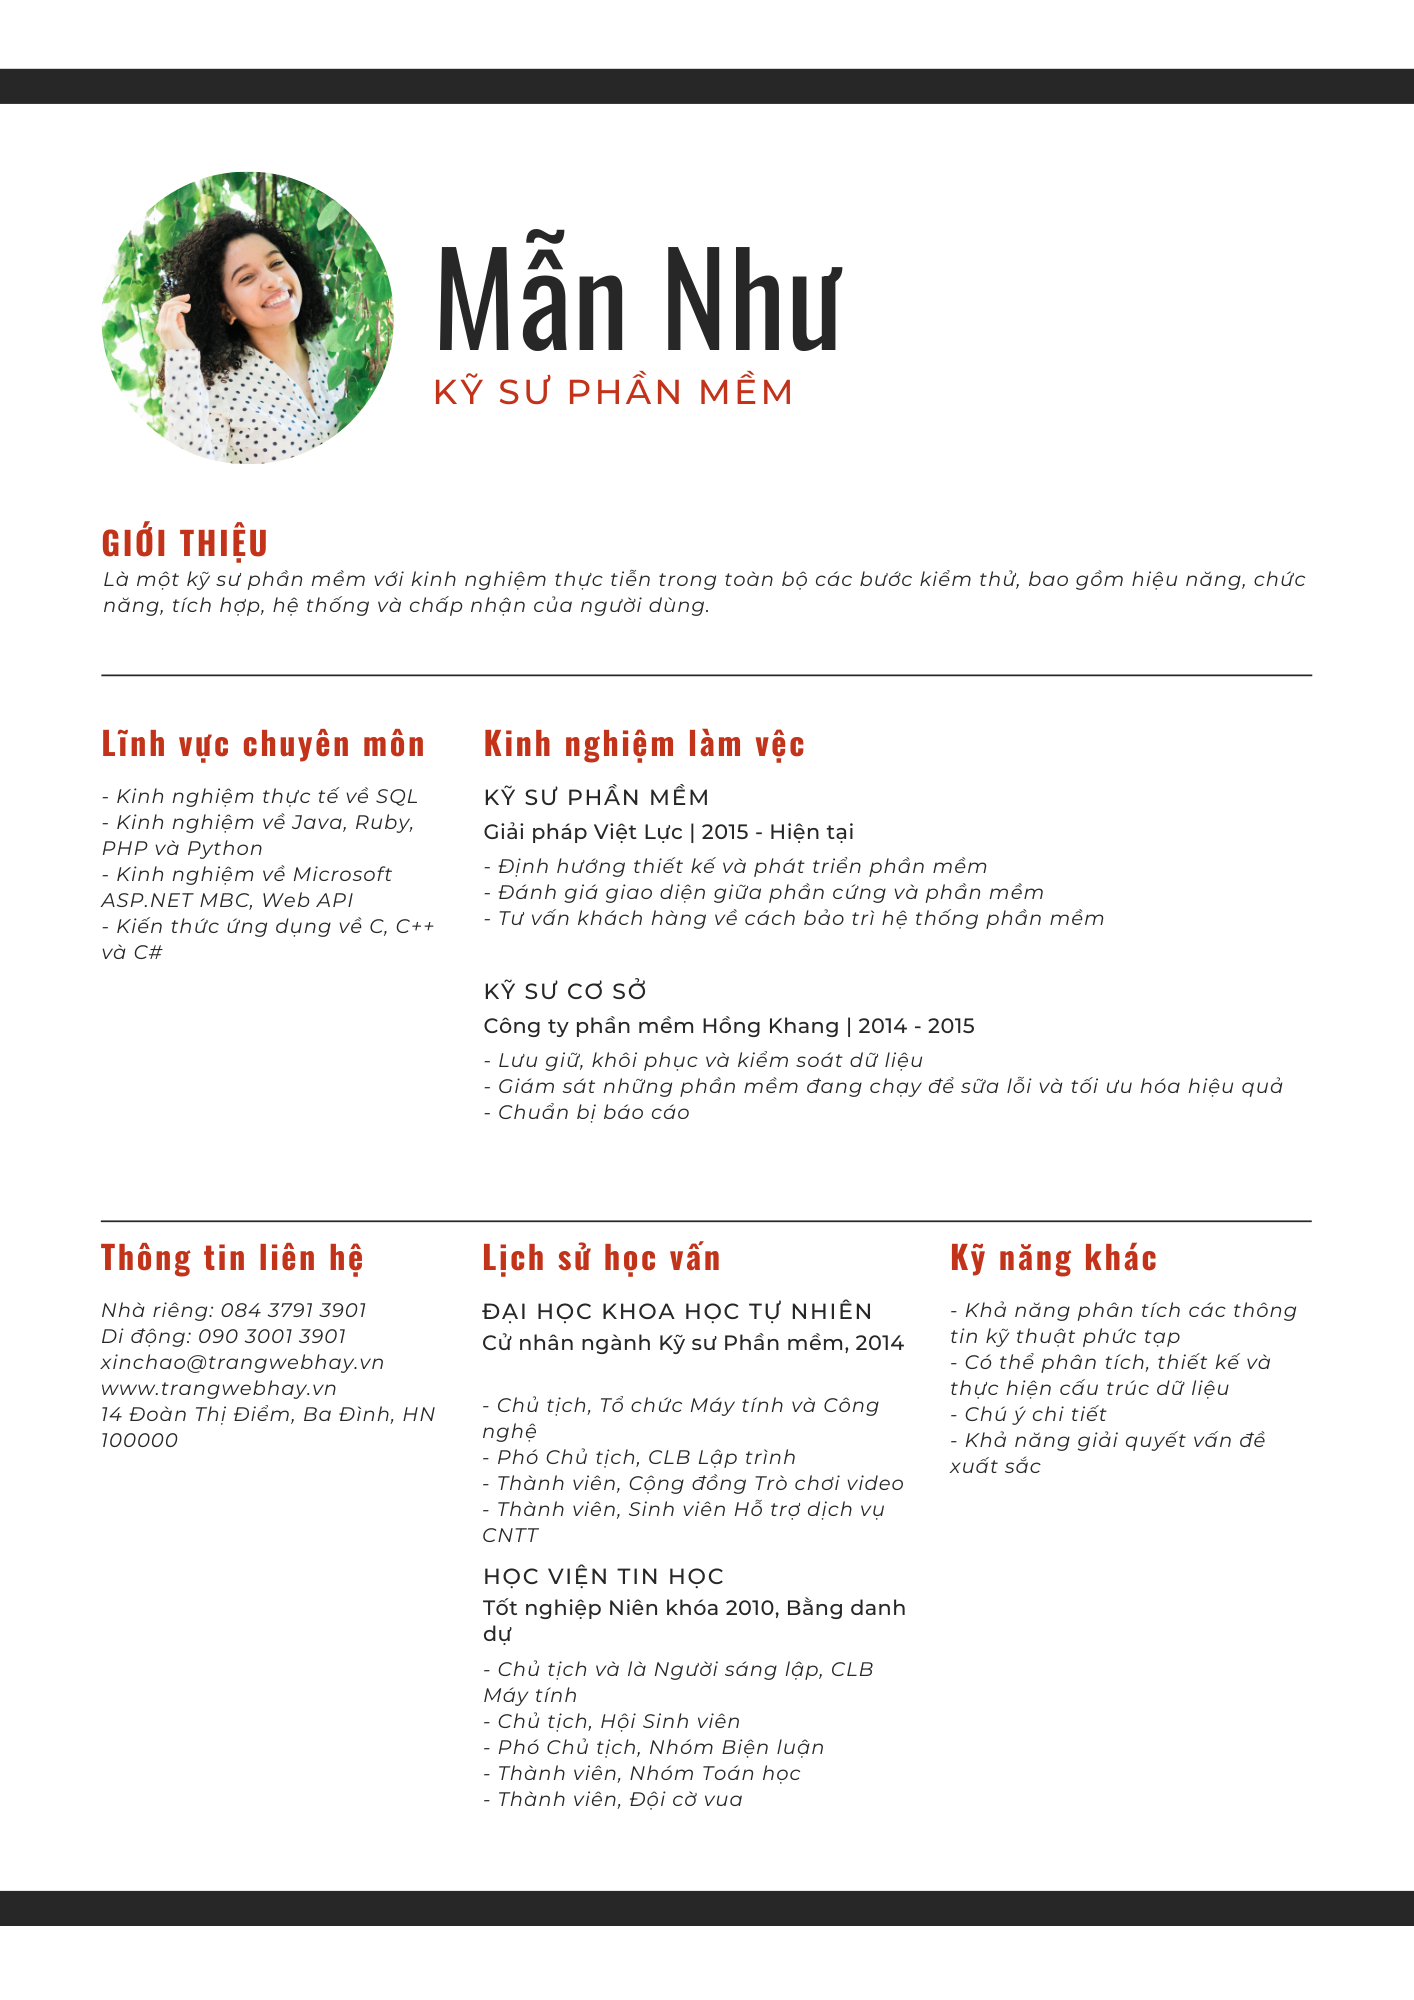 Mẫn Như
KỸ SƯ PHẦN MỀM
GIỚI THIỆU
Là một kỹ sư phần mềm với kinh nghiệm thực tiễn trong toàn bộ các bước kiểm thử, bao gồm hiệu năng, chức
năng, tích hợp, hệ thống và chấp nhận của người dùng.
Lĩnh vực chuyên môn
- Kinh nghiệm thực tế về SQL
- Kinh nghiệm về Java, Ruby,
PHP và Python
- Kinh nghiệm về Microsoft
ASP.NET MBC, Web API
- Kiến thức ứng dụng về C, C++
và C#
Kinh nghiệm làm vệc
KỸ SƯ PHẦN MỀM
Giải pháp Việt Lực | 2015 - Hiện tại
- Định hướng thiết kế và phát triển phần mềm
- Đánh giá giao diện giữa phần cứng và phần mềm
- Tư vấn khách hàng về cách bảo trì hệ thống phần mềm
KỸ SƯ CƠ SỞ
Công ty phần mềm Hồng Khang | 2014 - 2015
- Lưu giữ, khôi phục và kiểm soát dữ liệu
- Giám sát những phần mềm đang chạy để sữa lỗi và tối ưu hóa hiệu quả
- Chuẩn bị báo cáo
Thông tin liên hệ
Nhà riêng: 084 3791 3901
Di động: 090 3001 3901
xinchao@trangwebhay.vn
www.trangwebhay.vn
14 Đoàn Thị Điểm, Ba Đình, HN
100000
Lịch sử học vấn
ĐẠI HỌC KHOA HỌC TỰ NHIÊN
Cử nhân ngành Kỹ sư Phần mềm, 2014
- Chủ tịch, Tổ chức Máy tính và Công
nghệ
- Phó Chủ tịch, CLB Lập trình
- Thành viên, Cộng đồng Trò chơi video
- Thành viên, Sinh viên Hỗ trợ dịch vụ
CNTT
HỌC VIỆN TIN HỌC
Tốt nghiệp Niên khóa 2010, Bằng danh
dự
- Chủ tịch và là Người sáng lập, CLB
Máy tính
- Chủ tịch, Hội Sinh viên
- Phó Chủ tịch, Nhóm Biện luận
- Thành viên, Nhóm Toán học
- Thành viên, Đội cờ vua
Kỹ năng khác
- Khả năng phân tích các thông
tin kỹ thuật phức tạp
- Có thể phân tích, thiết kế và
thực hiện cấu trúc dữ liệu
- Chú ý chi tiết
- Khả năng giải quyết vấn đề
xuất sắc